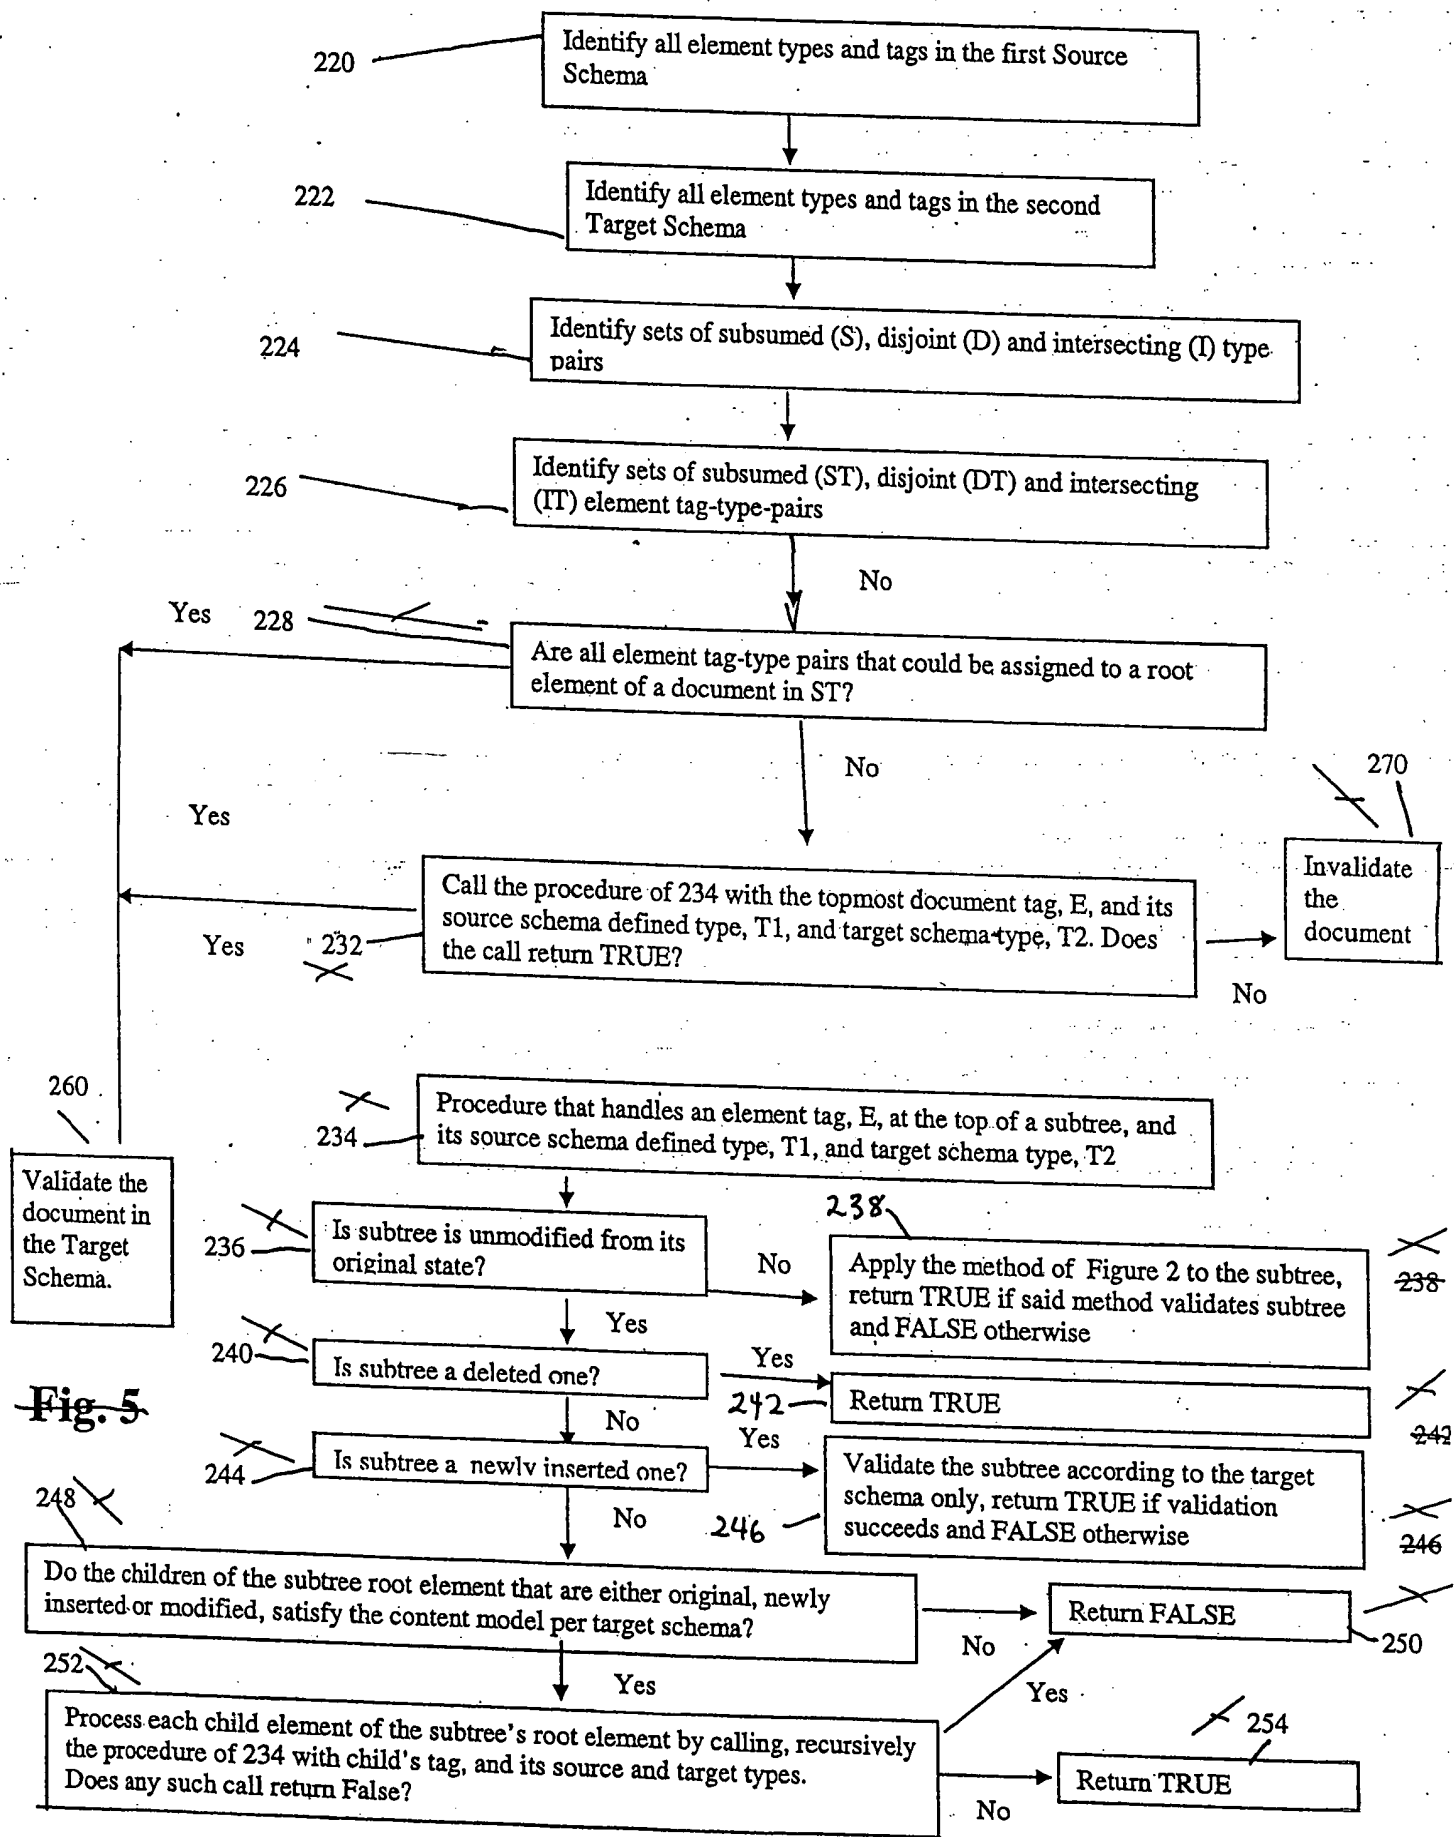 220
Identify all element types and tags in the first Source
Schema
222
Identify all element types and tags in the second
Target Schema
224
Identify sets of subsumed (S), disjoint (D) and intersecting (I) type
pairs
226
Identify sets of subsumed (ST), disjoint (DT) and intersecting
(IT) element tag-type-pairs
No
Yes
228
Are all element tag-type pairs that could be assigned to a root
element of a document in ST?
No
270
Yes
Invalidate
the
document
Call the procedure of 234 with the topmost document tag, E, and its
source schema defined type, T1, and target schema-type, T2. Does
the call return TRUE?
Yes
232
No
260
Validate the
document in
the Target
Schema.
234
Procedure that handles an element tag, E, at the top of a subtree, and
its source schema defined type, T1, and target schema type, T2
236
Is subtree is unmodified from its
original state?
No
238
Apply the method of Figure 2 to the subtree,
return TRUE if said method validates subtree
and FALSE otherwise
238
Yes
240
Is subtree a deleted one?
Yes
242
Return TRUE
242
Fig. 5
No
244
Is subtree a newly inserted one?
Yes
246
Validate the subtree according to the target
schema only, return TRUE if validation
succeeds and FALSE otherwise
246
No
248
Do the children of the subtree root element that are either original, newly
inserted or modified, satisfy the content model per target schema?
No
Return FALSE
250
Yes
252
Process each child element of the subtree's root element by calling, recursively
the procedure of 234 with child's tag, and its source and target types.
Does any such call return False?
Yes
254
Return TRUE
No